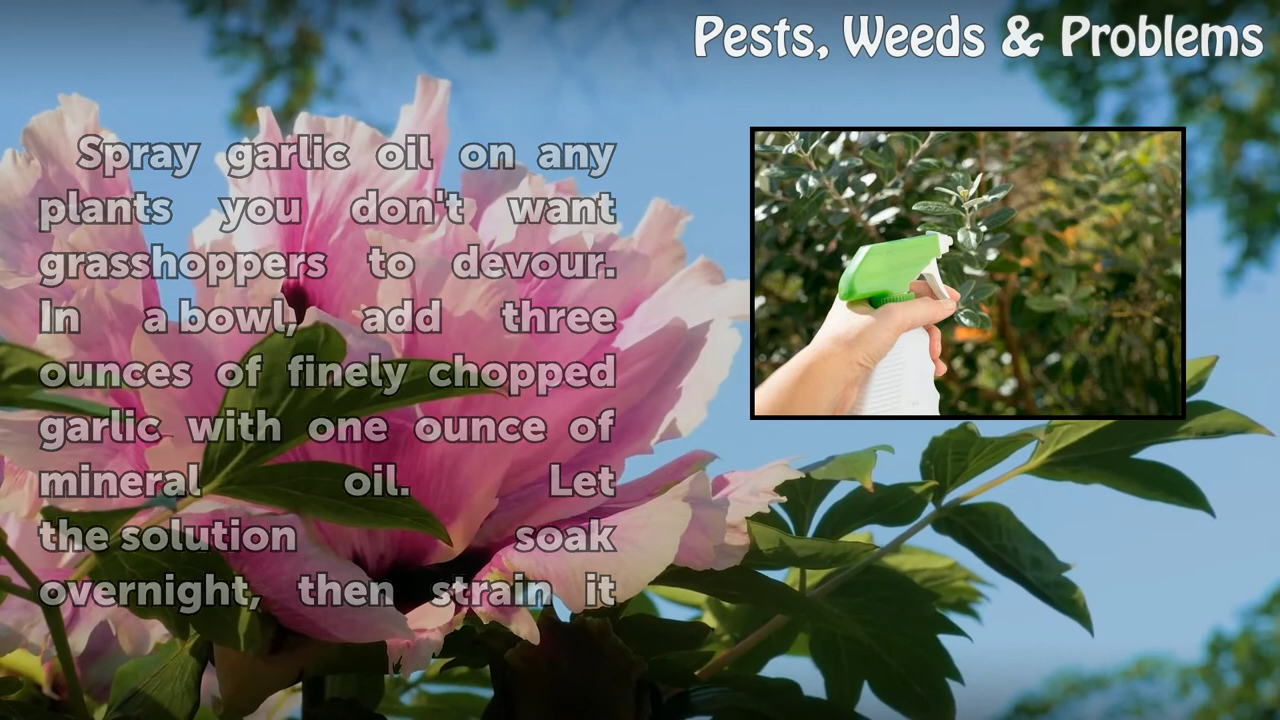 Pests, Weeds & Problems
Spray garlic oil on any
plants you don't want
grasshoppers to devour.
In a bowl, add three
ounces of finely chopped
garlic with one ounce of
mineral oil. Let
the solution soak
overnight, then strain it